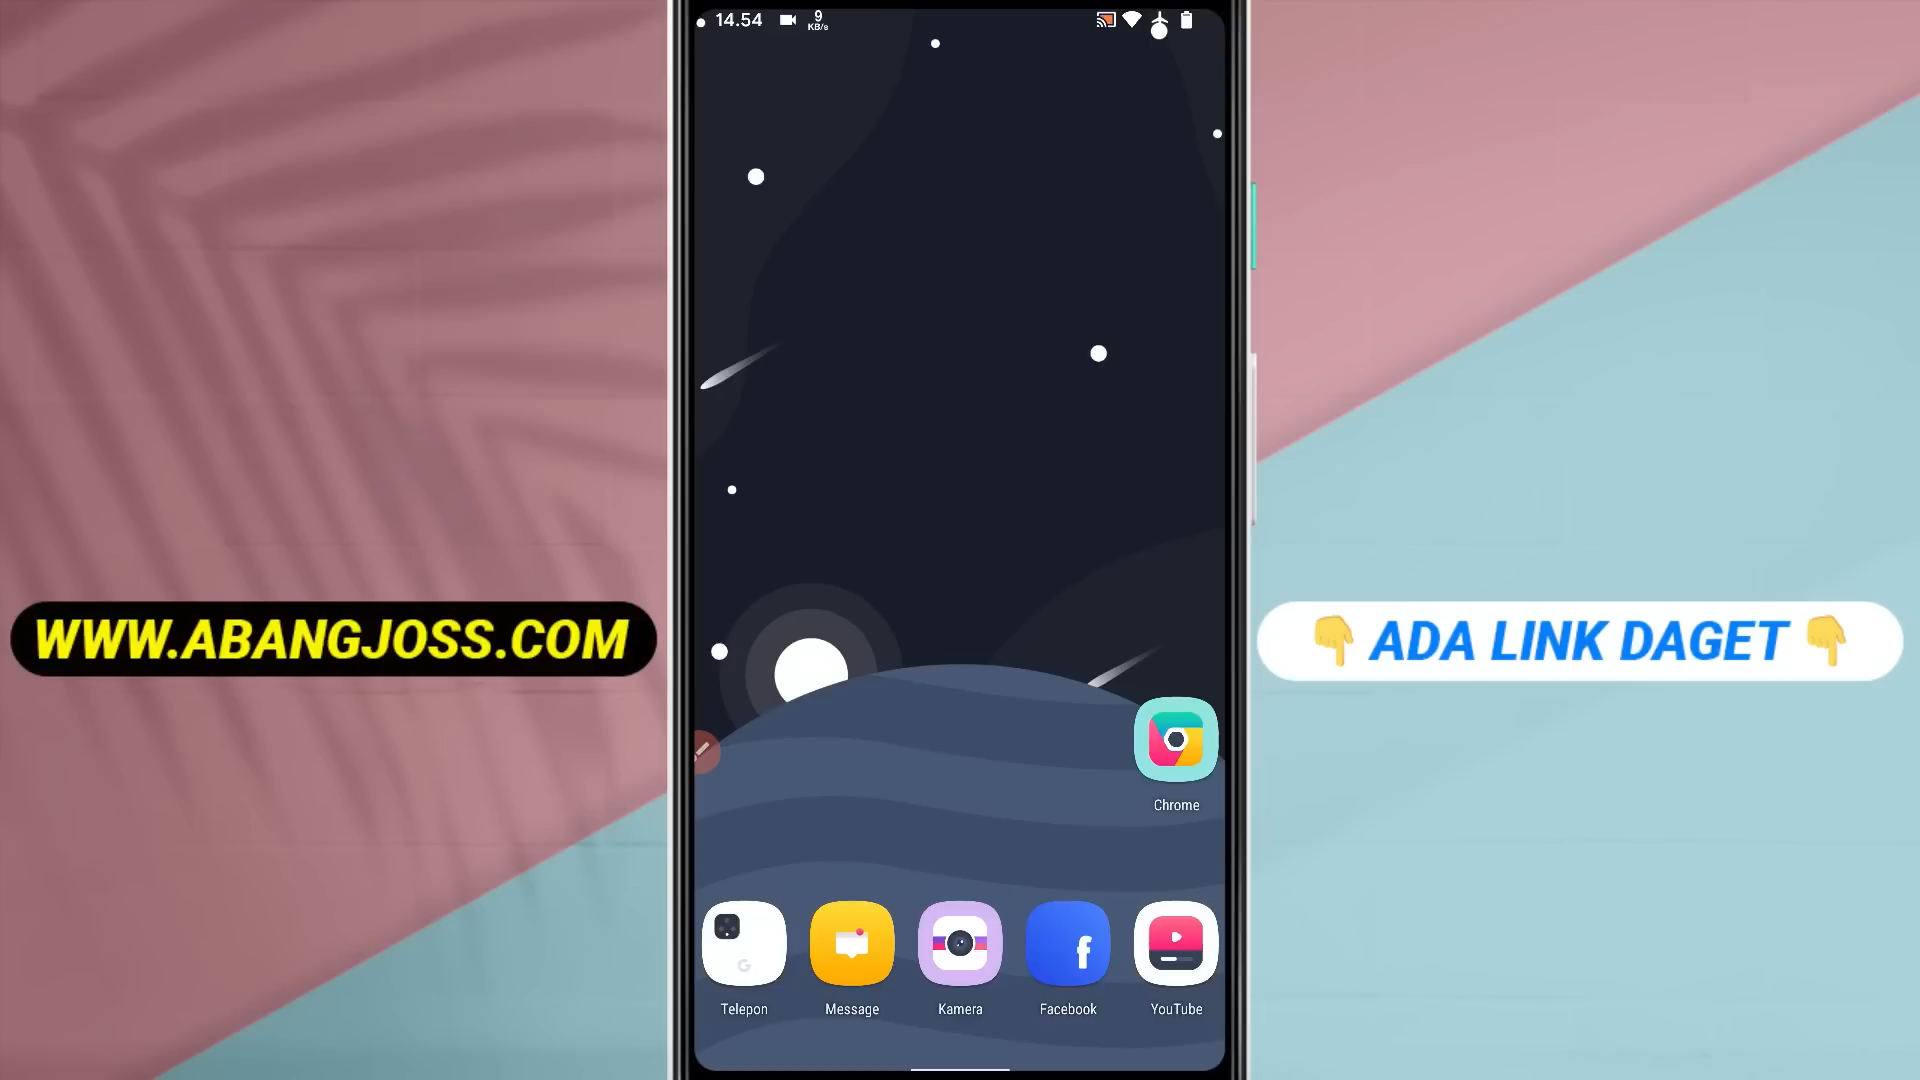 14.54
9
KB/s
WWW.ABANGJOSS.COM
👇 ADA LINK DAGET 👇
Chrome
G
Telepon
Message
Kamera
f
Facebook
YouTube